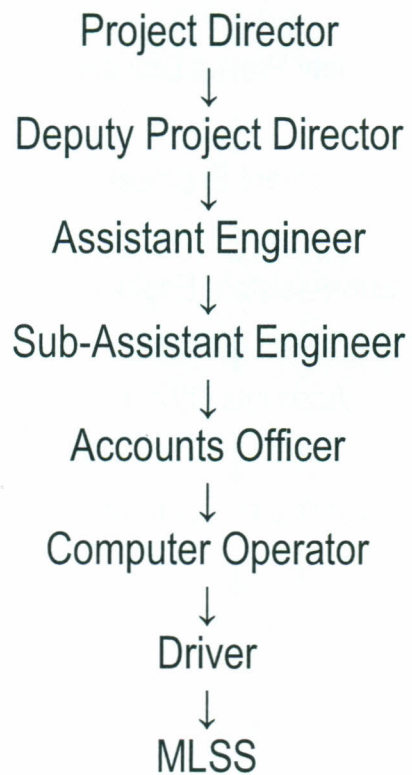 Project Director
↓
Deputy Project Director
↓
Assistant Engineer
↓
Sub-Assistant Engineer
↓
Accounts Officer
↓
Computer Operator
↓
Driver
↓
MLSS